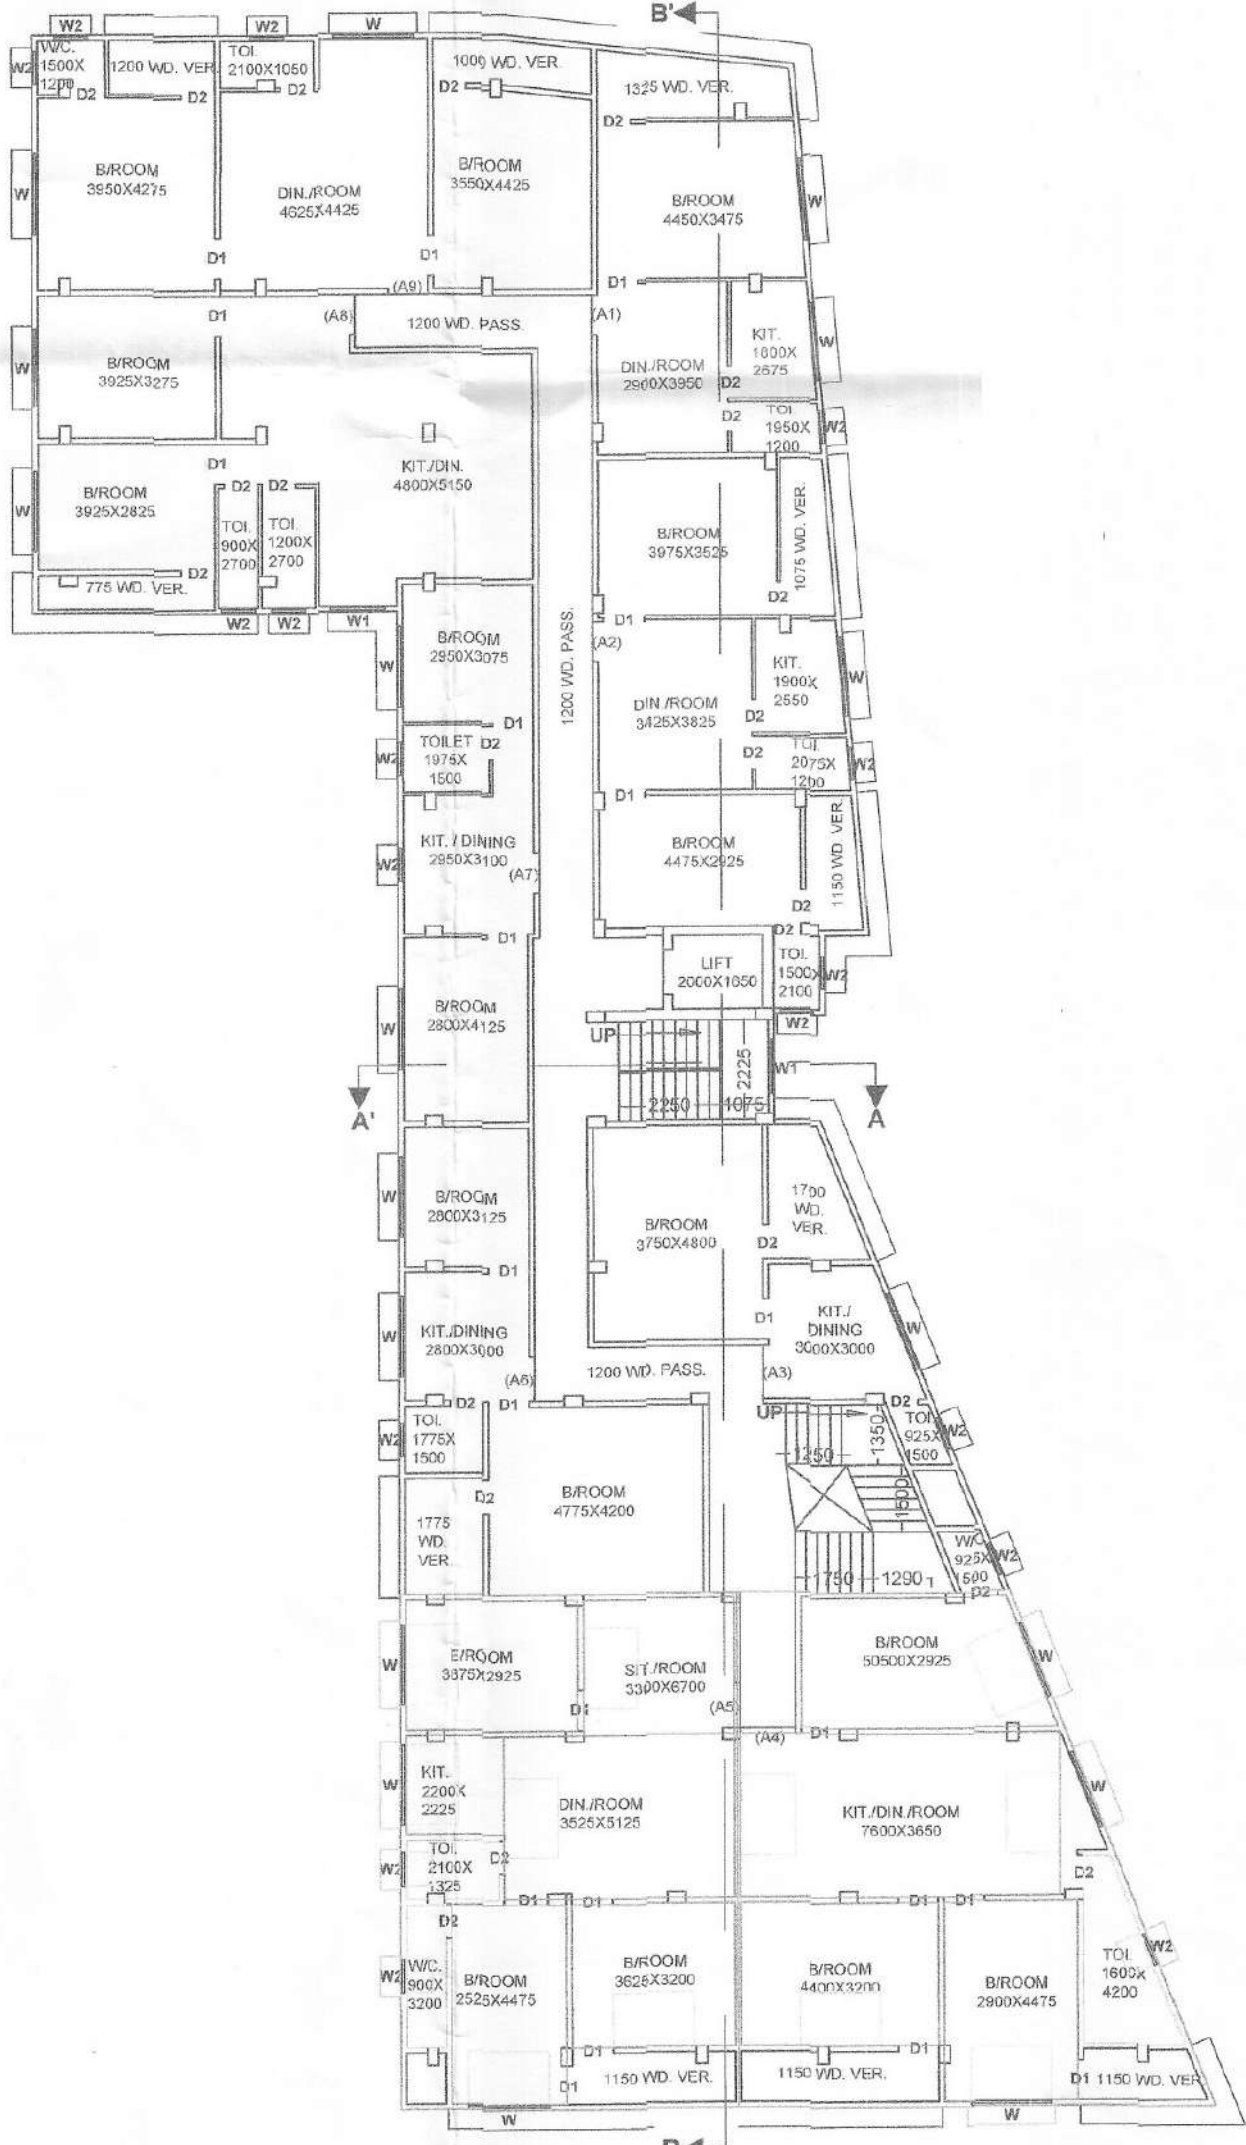 B'
W2
W2
W
W/C.
1500X
1200
1200 WD. VER.
TOI.
2100X1050
1000 WD. VER.
1325 WD. VER.
W2
D2
D2
D2
D2
D2
B/ROOM
3950X4275
DIN./ROOM
4625X4425
B/ROOM
3550X4425
B/ROOM
4450X3475
W
W
D1
D1
D1
(A9)
D1
(A8)
1200 WD. PASS.
(A1)
KIT.
1800X
2675
W
B/ROOM
3925X3275
W
DIN./ROOM
2900X3950
D2
D2
TOI.
1950X
1200
W2
D1
KIT./DIN.
4800X5150
B/ROOM
3925X2825
W
D2
D2
TOI.
900X
2700
TOI.
1200X
2700
B/ROOM
3975X3525
1075 WD. VER.
D2
775 WD. VER.
D2
W2
W2
W1
D1
(A2)
B/ROOM
2950X3075
W
1200 WD. PASS.
KIT.
1900X
2550
W
DIN./ROOM
3425X3825
D2
D1
D2
TOILET
1975X
1500
W2
D2
TOI.
2075X
1200
W2
D1
KIT. / DINING
2950X3100
W2
(A7)
B/ROOM
4475X2925
1150 WD. VER.
D2
D1
D2
LIFT
2000X1650
TOI.
1500X
2100
W2
W2
B/ROOM
2800X4125
W
UP
2225
W1
2250
1075
A'
A
B/ROOM
2800X3125
W
D1
B/ROOM
3750X4800
1700
WD.
VER.
D2
D1
KIT./
DINING
3000X3000
W
KIT./DINING
2800X3000
W
(A6)
1200 WD. PASS.
(A3)
D2
D1
UP
D2
TOI.
925X
1500
W2
TOI.
1775X
1500
W2
1250
1350
B/ROOM
4775X4200
D2
1775
WD.
VER.
1500
W/C
925X
1500
W2
1750
1290
D2
B/ROOM
3875X2925
W
SIT./ROOM
3300X6700
D1
(A5)
B/ROOM
50500X2925
W
(A4)
D1
KIT.
2200X
2225
W
DIN./ROOM
3525X5125
KIT./DIN./ROOM
7600X3650
W
TOI.
2100X
1325
W2
D2
D2
D1
D1
D1
D1
D2
W/C.
900X
3200
W2
B/ROOM
2525X4475
B/ROOM
3625X3200
B/ROOM
4400X3200
B/ROOM
2900X4475
TOI.
1600X
4200
W2
D1
D1
D1
1150 WD. VER.
1150 WD. VER.
D1
1150 WD. VER
W
W